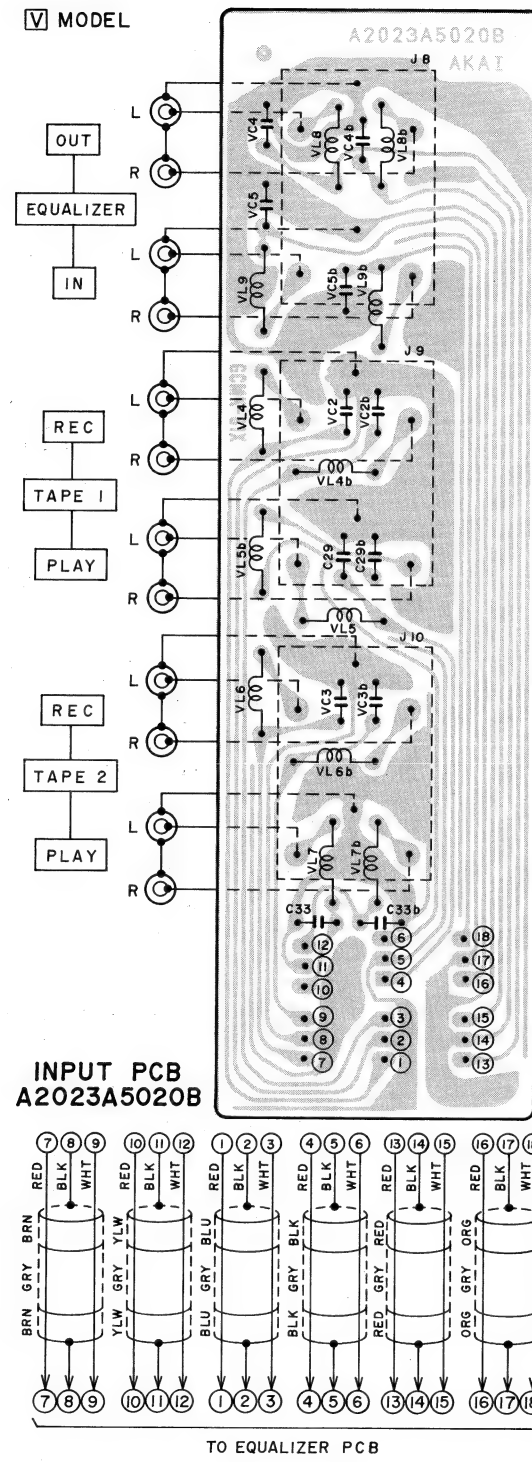 V MODEL
A2023A5020B
AKAI
J8
L
OUT
R
EQUALIZER
L
IN
R
VC4
VL8
VC4b
VL8b
VC5
VL9
VC5b
VL9b
J9
L
REC
R
TAPE 1
L
PLAY
R
VL4
VC2
VC2b
VL4b
VL5b
C29
C29b
VL5
J10
L
REC
R
TAPE 2
L
PLAY
R
VL6
VC3
VC3b
VL6b
VL7
VL7b
C33
C33b
12 6 18
11 5 17
10 4 16
9 3 15
8 2 14
7 1 13
INPUT PCB
A2023A5020B
7 8 9 10 11 12 1 2 3 4 5 6 13 14 15 16 17 18
RED BLK WHT RED BLK WHT RED BLK WHT RED BLK WHT RED BLK WHT RED BLK WHT
BRN YLW BLU BLK RED ORG
GRY GRY GRY GRY GRY GRY
BRN YLW BLU BLK RED ORG
7 8 9 10 11 12 1 2 3 4 5 6 13 14 15 16 17 18
TO EQUALIZER PCB